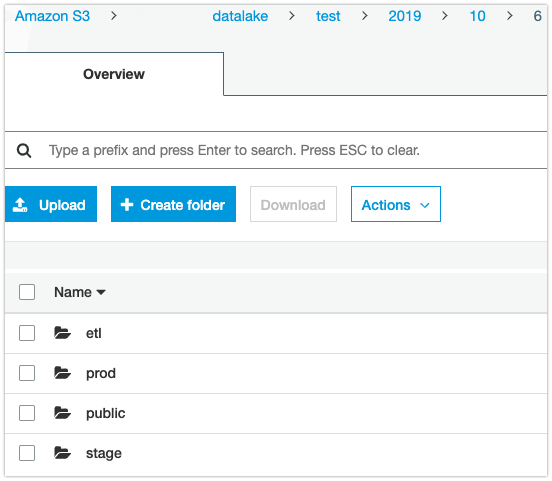 Amazon S3 > datalake > test > 2019 > 10 > 6
Overview
Type a prefix and press Enter to search. Press ESC to clear.
Upload Create folder Download Actions
Name
etl
prod
public
stage